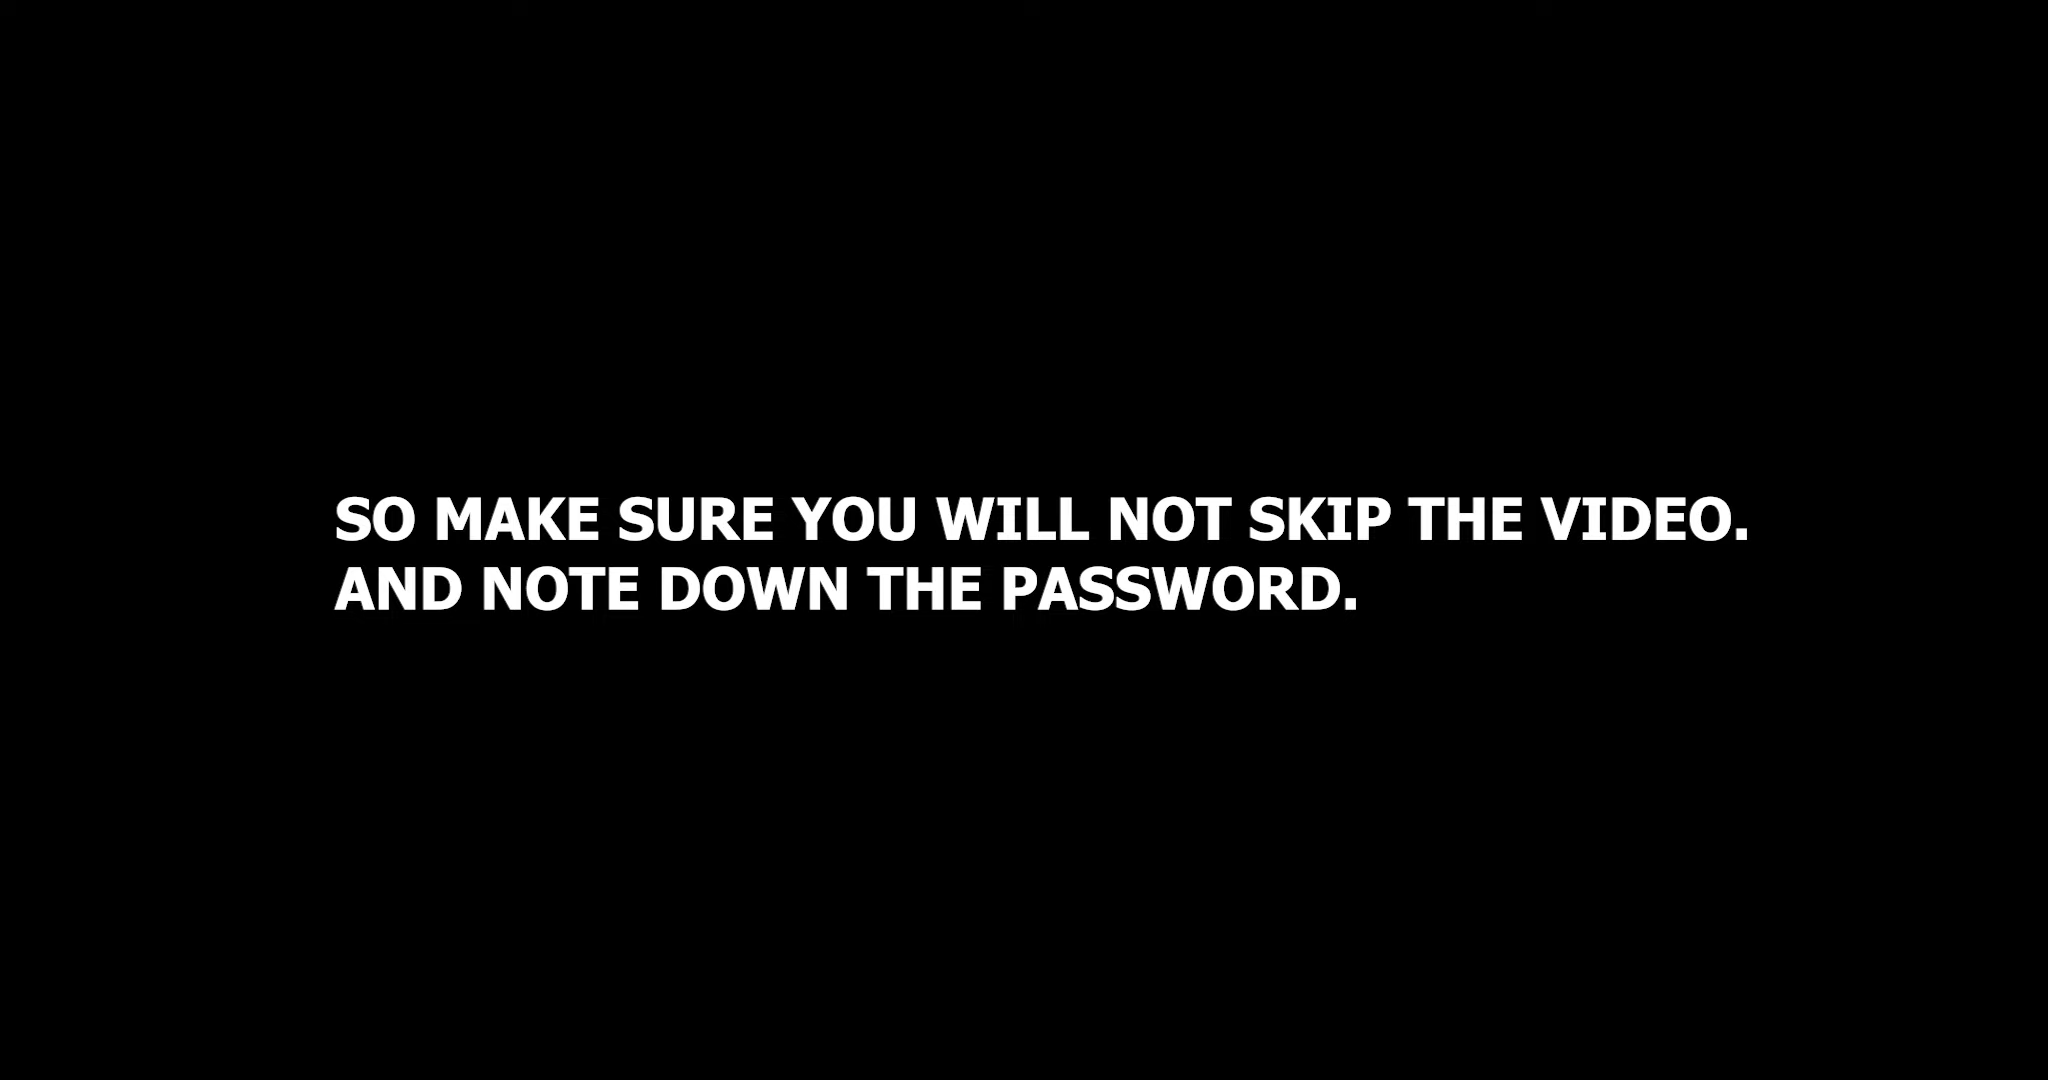 SO MAKE SURE YOU WILL NOT SKIP THE VIDEO.
AND NOTE DOWN THE PASSWORD.